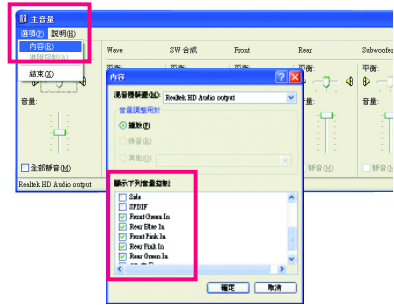 主音量
選項(P) 說明(H)
內容(R)
進階控制(A)
結束(X)
Wave SW 合成 Front Rear Subwoofer
平衡:
音量:
全部靜音(M)
靜音(M)
Realtek HD Audio output
內容
混音器裝置(M): Realtek HD Audio output
音量調整用於
播放(P)
錄音(R)
其他(O)
顯示下列音量控制:
Side
SPDIF
Front Green In
Rear Blue In
Front Pink In
Rear Pink In
Rear Green In
確定 取消